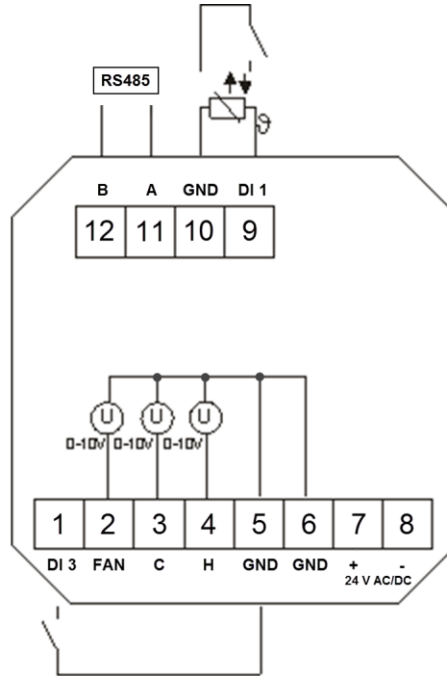 RS485
ϑ
B A GND DI 1
12 11 10 9
U U U
0-10V 0-10V 0-10V
1 2 3 4 5 6 7 8
DI 3 FAN C H GND GND + -
24 V AC/DC